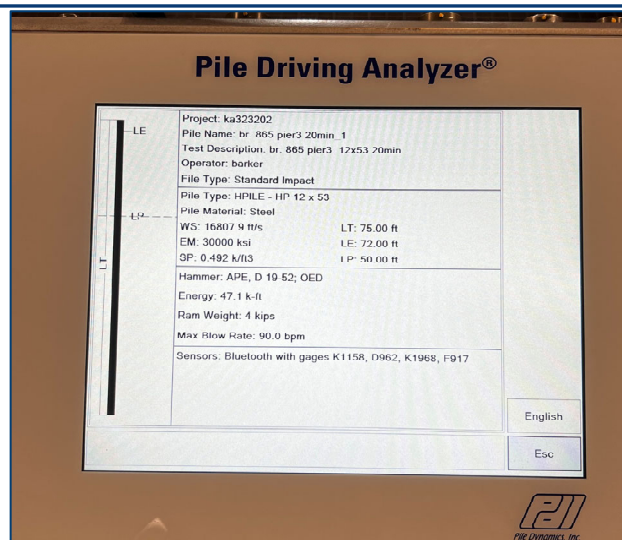 Pile Driving Analyzer®
LE
LP
LT
Project: ka323202
Pile Name: br. 865 pier3 20min_1
Test Description: br. 865 pier3 12x53 20min
Operator: barker
File Type: Standard Impact
Pile Type: HPILE - HP 12 x 53
Pile Material: Steel
WS: 16807.9 ft/s LT: 75.00 ft
EM: 30000 ksi LE: 72.00 ft
SP: 0.492 k/ft3 LP: 50.00 ft
Hammer: APE, D 19-52; OED
Energy: 47.1 k-ft
Ram Weight: 4 kips
Max Blow Rate: 90.0 bpm
Sensors: Bluetooth with gages K1158, D962, K1968, F917
English
Esc
Pile Dynamics, Inc.